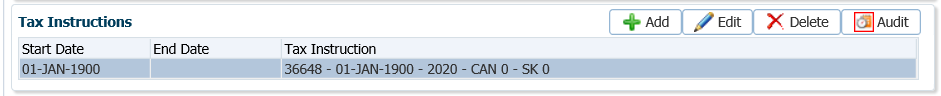 Tax Instructions Add Edit Delete Audit
Start Date End Date Tax Instruction
01-JAN-1900 36648 - 01-JAN-1900 - 2020 - CAN 0 - SK 0